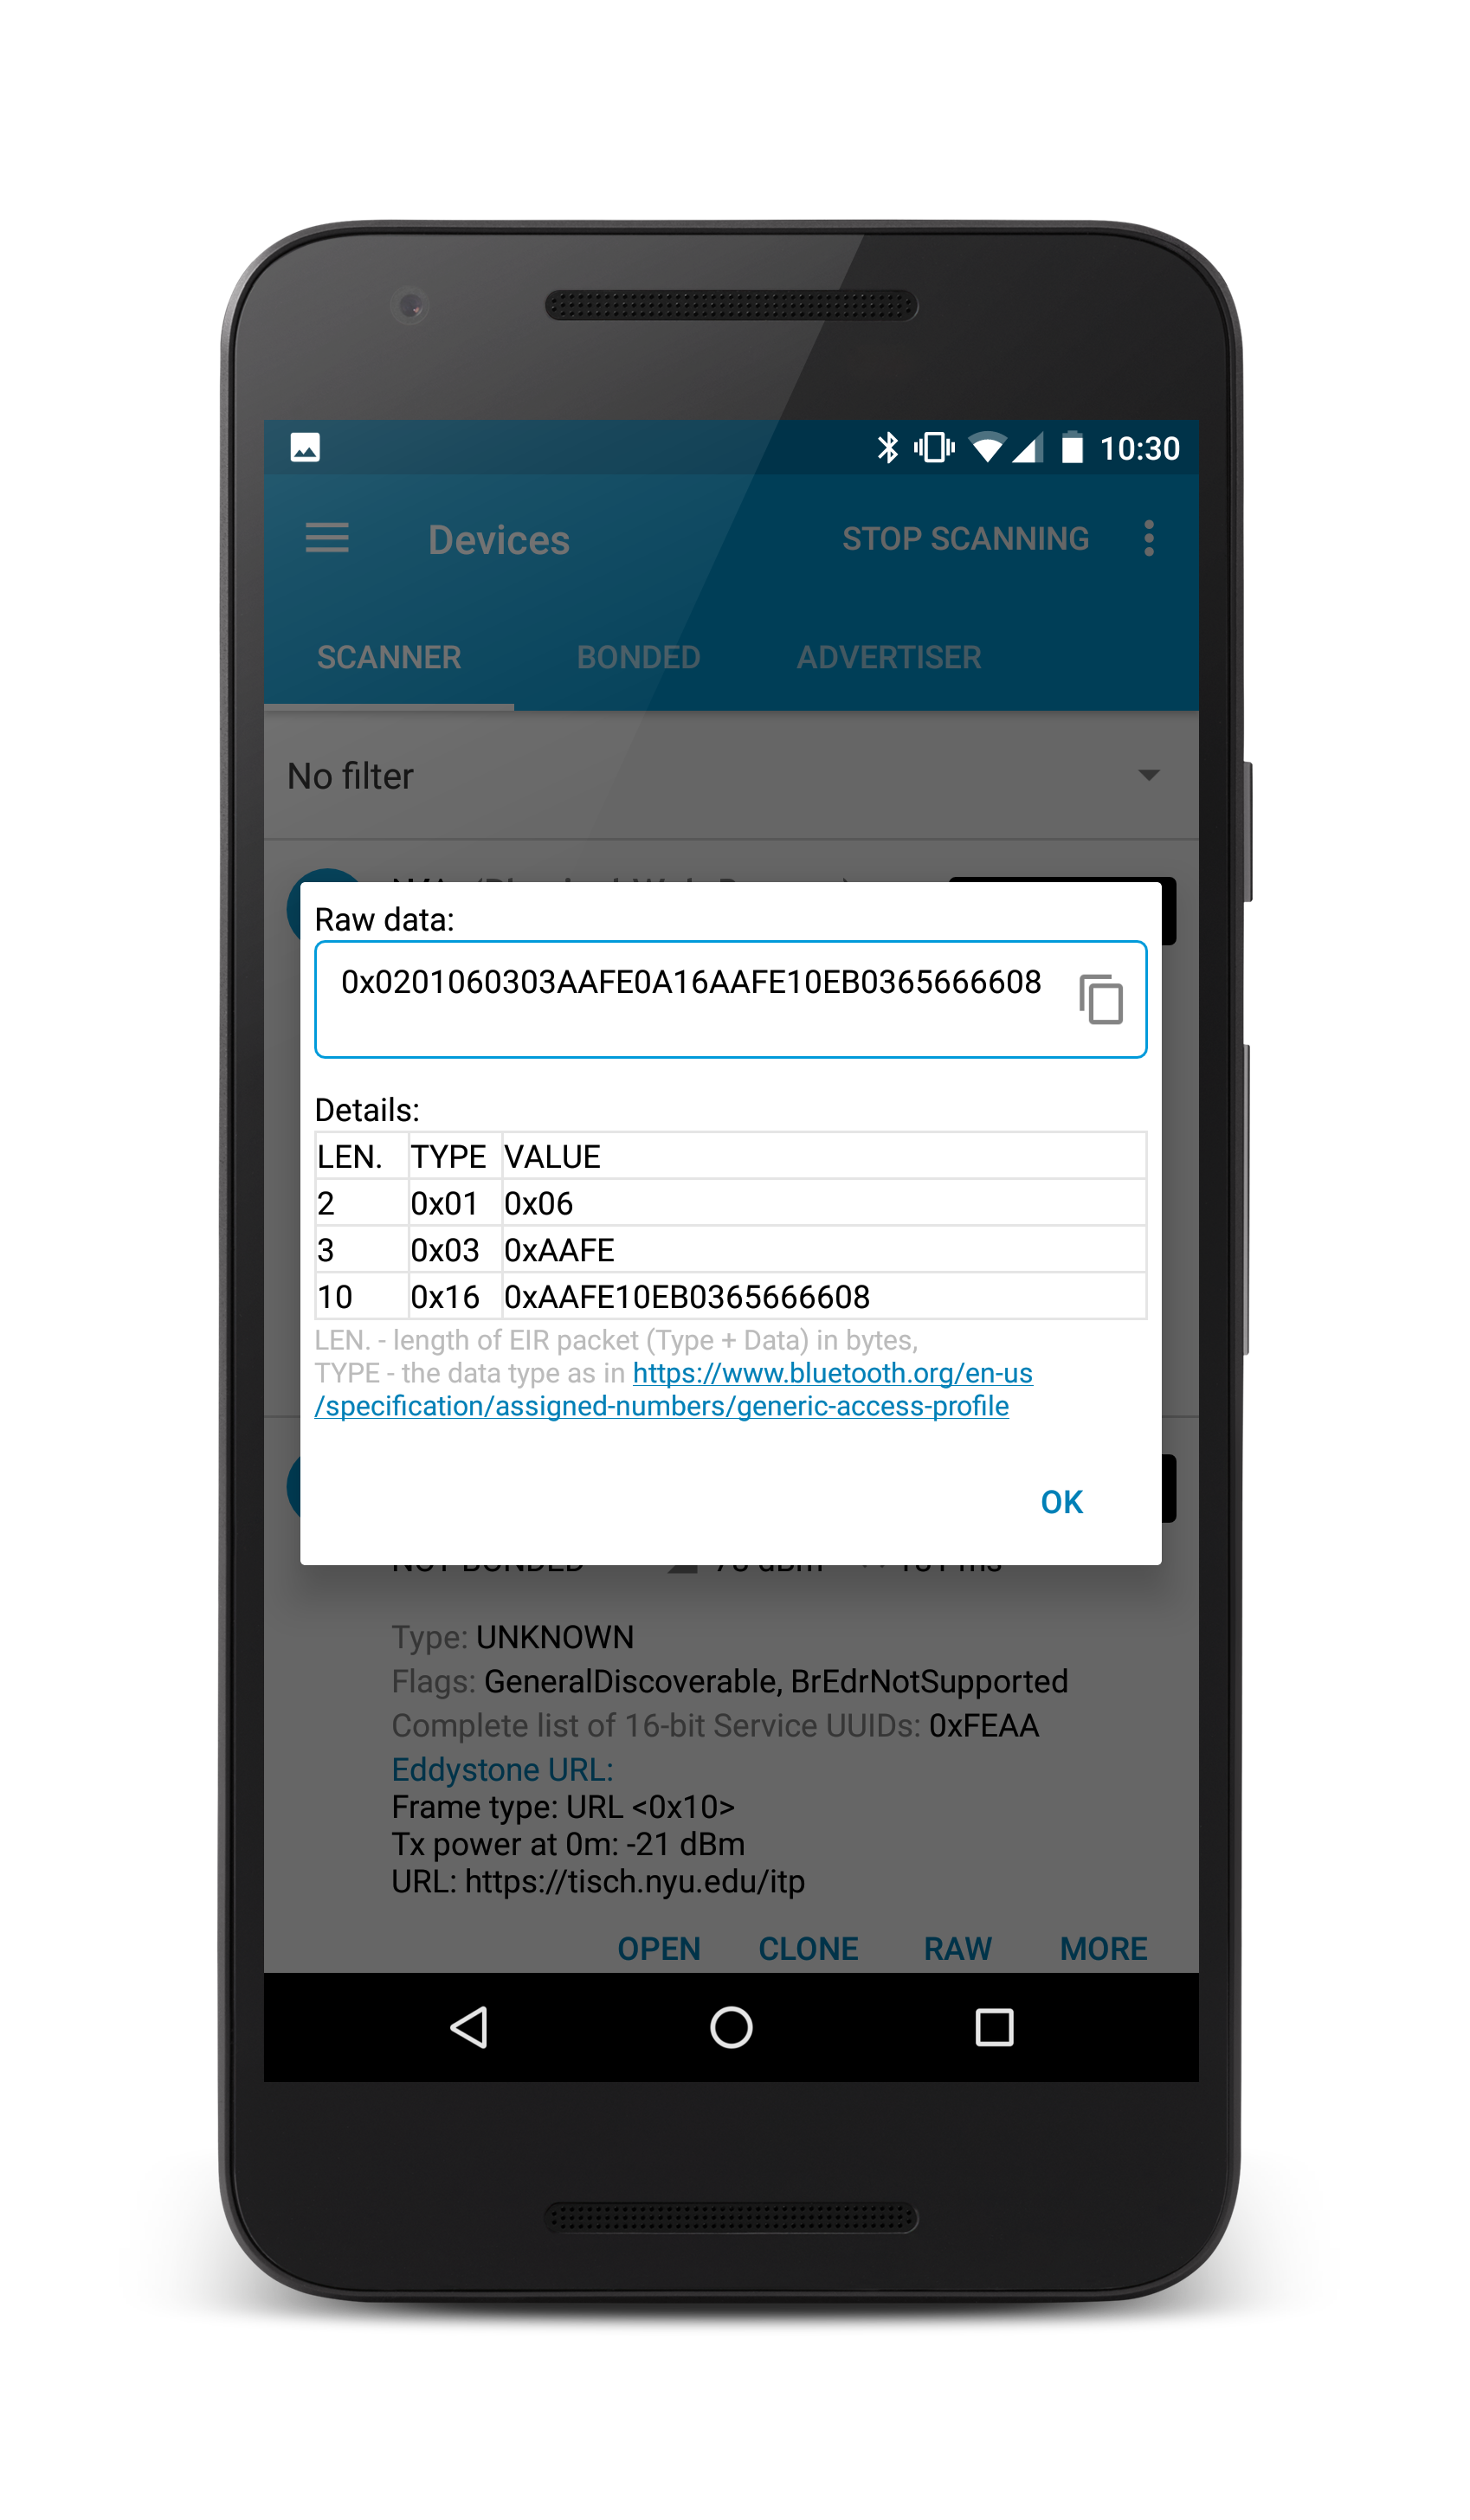 10:30
Devices
STOP SCANNING
SCANNER
BONDED
ADVERTISER
No filter
Raw data:
0x0201060303AAFE0A16AAFE10EB0365666608
Details:
LEN. TYPE VALUE
2 0x01 0x06
3 0x03 0xAAFE
10 0x16 0xAAFE10EB0365666608
LEN. - length of EIR packet (Type + Data) in bytes,
TYPE - the data type as in https://www.bluetooth.org/en-us
/specification/assigned-numbers/generic-access-profile
OK
NOT BONDED
Type: UNKNOWN
Flags: GeneralDiscoverable, BrEdrNotSupported
Complete list of 16-bit Service UUIDs: 0xFEAA
Eddystone URL:
Frame type: URL <0x10>
Tx power at 0m: -21 dBm
URL: https://tisch.nyu.edu/itp
OPEN CLONE RAW MORE